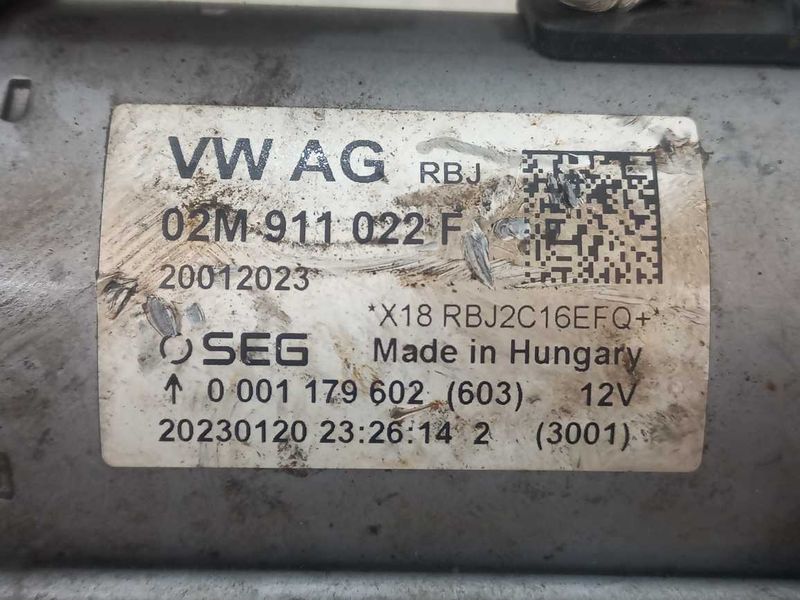 VW AG RBJ
02M 911 022 F
20012023
*X18 RBJ2C16EFQ+*
SEG Made in Hungary
↑ 0 001 179 602 (603) 12V
20230120 23:26:14 2 (3001)